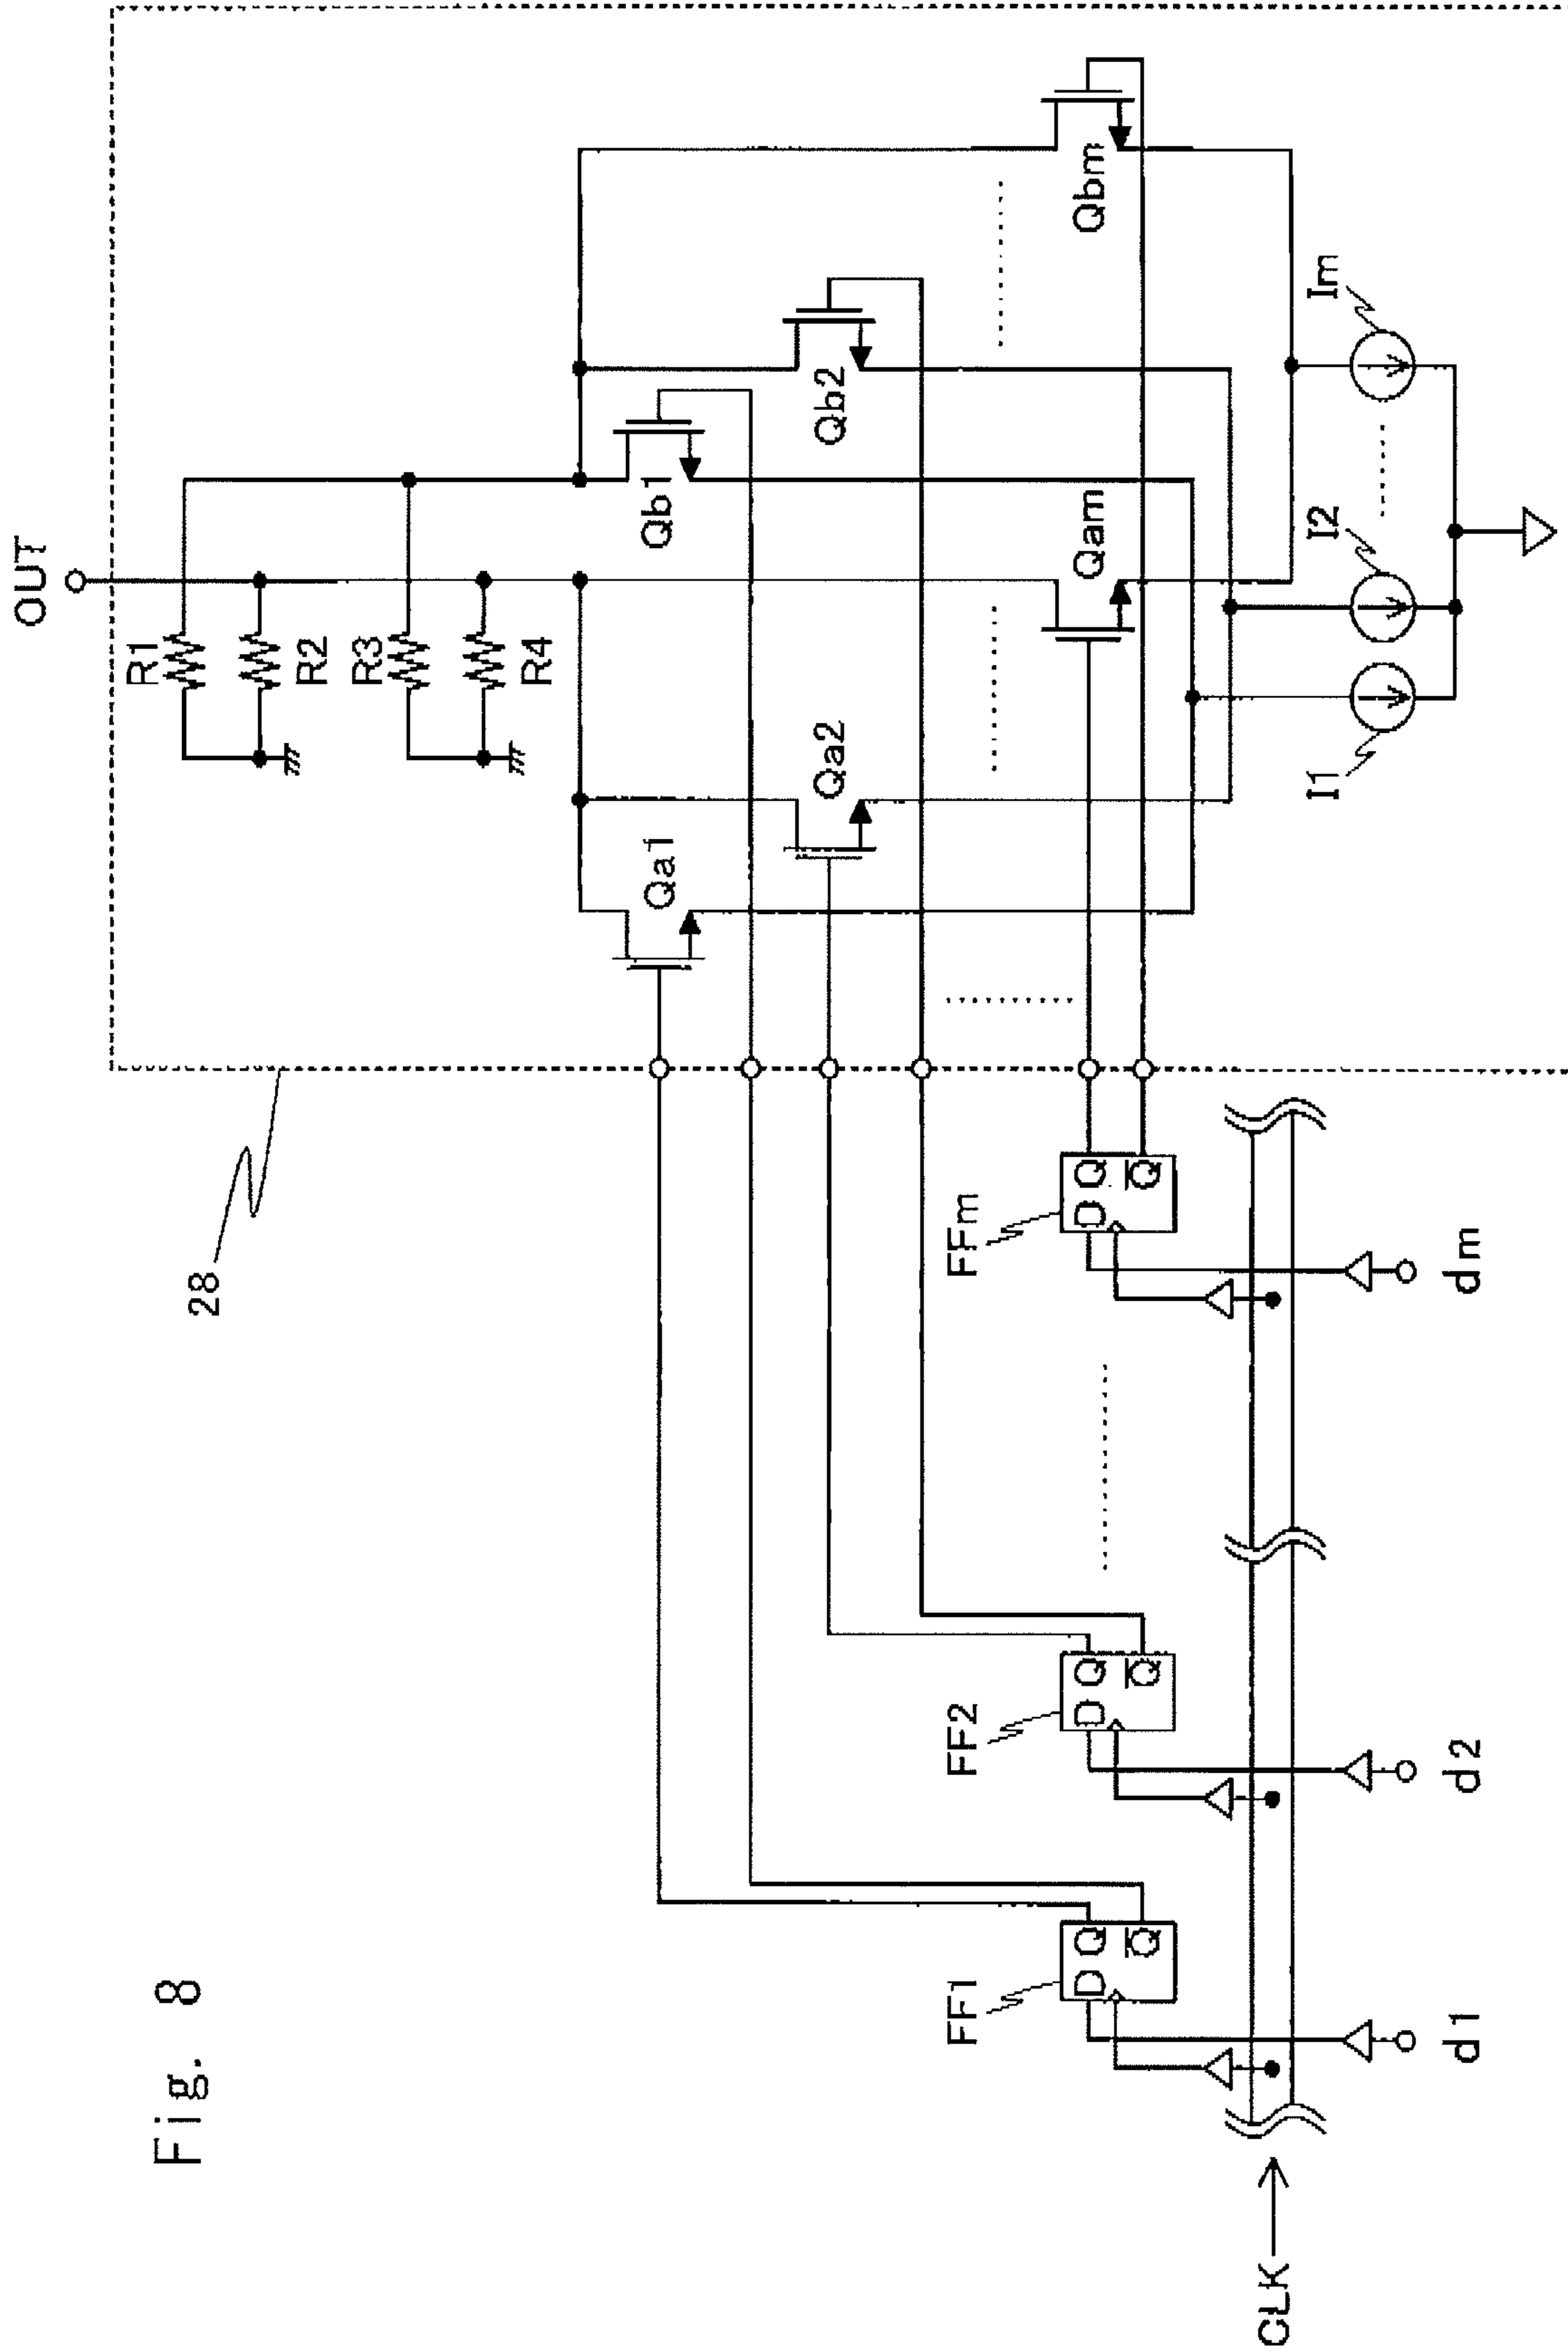 Fig. 8
28
OUT
R1
R2
R3
R4
Qa1
Qb1
Qa2
Qb2
Qam
Qbm
I1
I2
Im
FF1
D Q
Q̅
FF2
D Q
Q̅
FFm
D Q
Q̅
CLK
d1
d2
dm